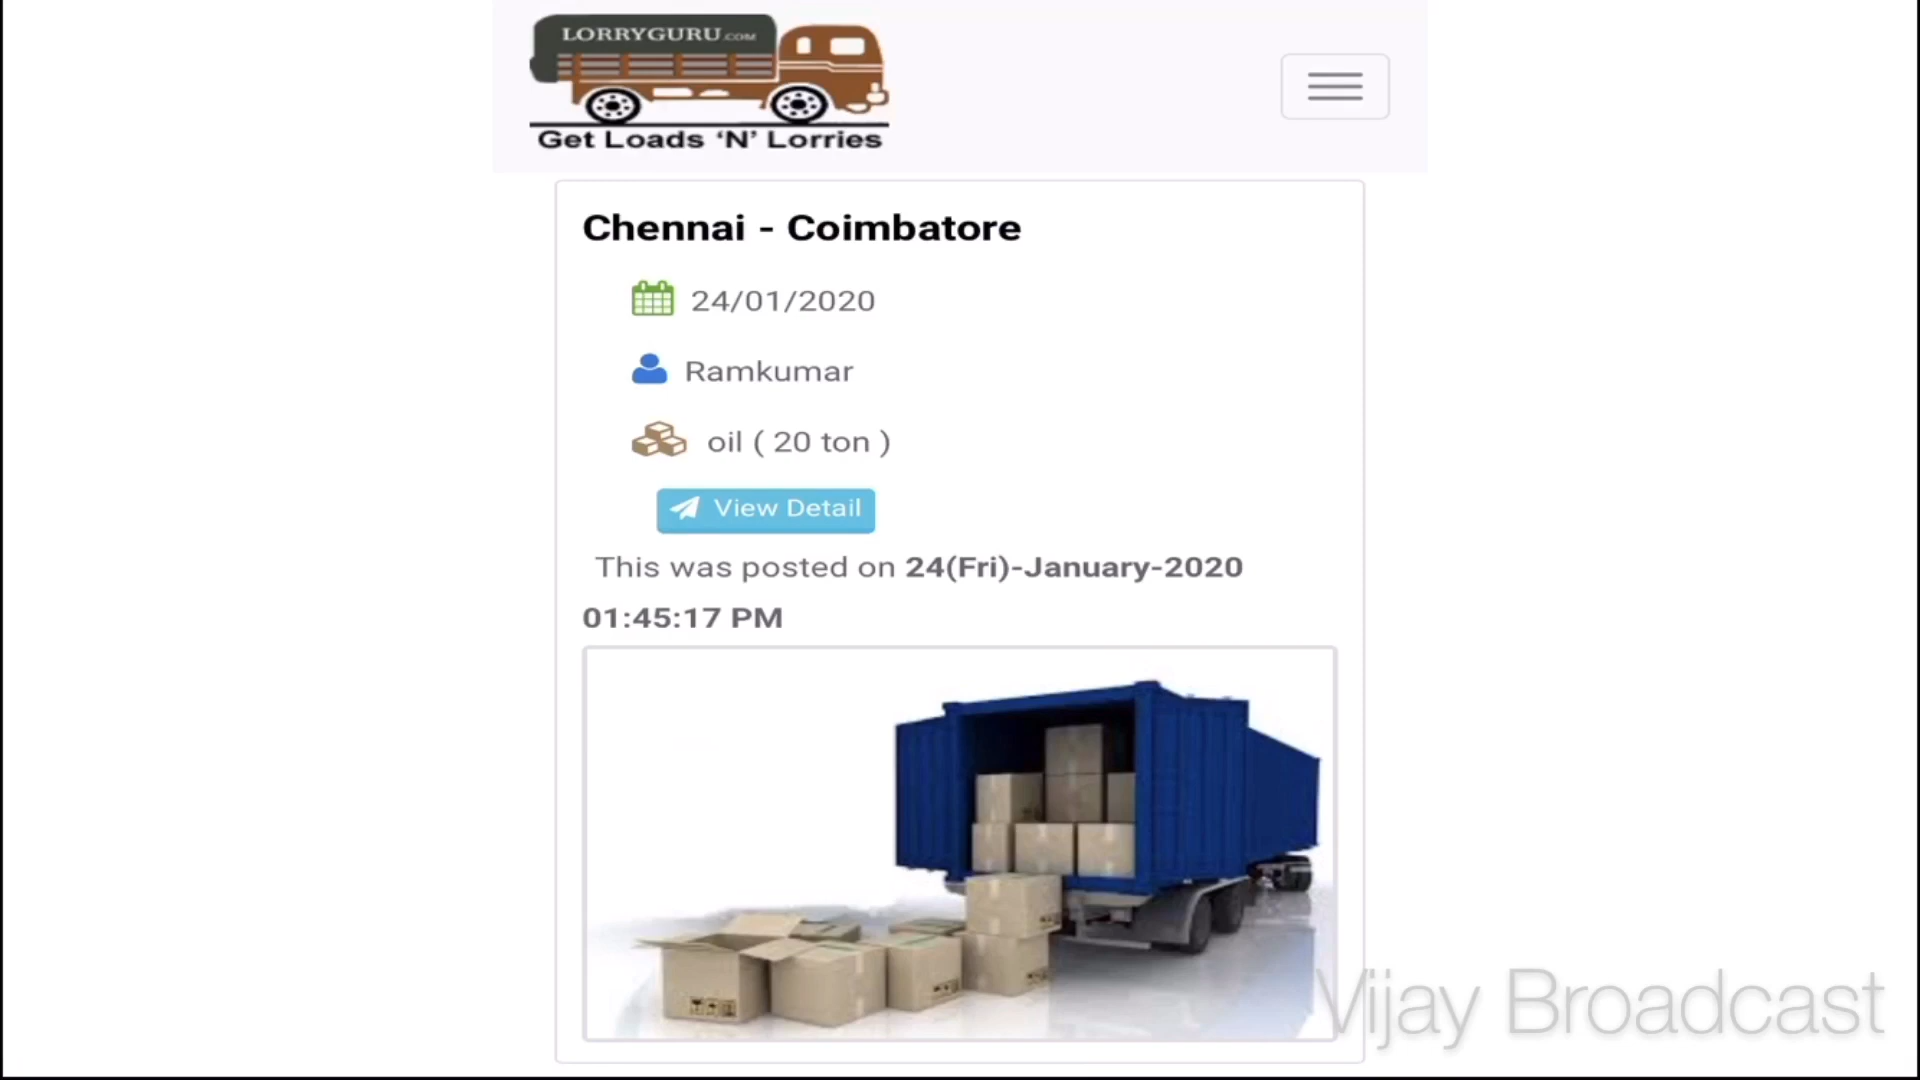 LORRYGURU.COM
Get Loads ‘N’ Lorries
Chennai - Coimbatore
24/01/2020
Ramkumar
oil ( 20 ton )
View Detail
This was posted on 24(Fri)-January-2020
01:45:17 PM
Vijay Broadcast